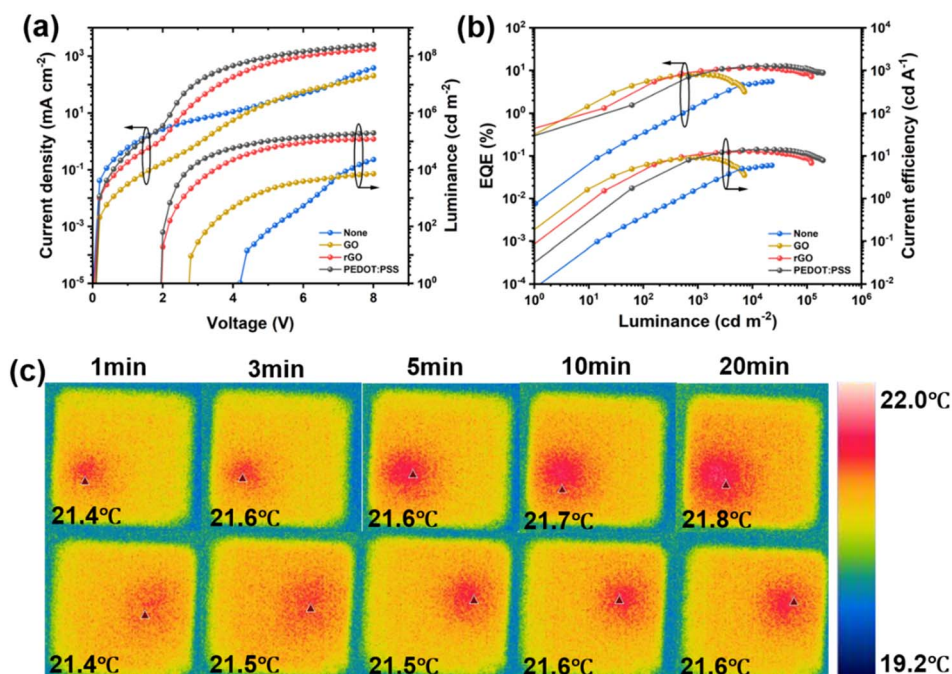 (a)
Current density (mA cm⁻²)
10³
10¹
10⁻¹
10⁻³
10⁻⁵
0
2
4
6
8
Voltage (V)
10⁸
10⁶
10⁴
10²
10⁰
Luminance (cd m⁻²)
None
GO
rGO
PEDOT:PSS
(b)
EQE (%)
10²
10¹
10⁰
10⁻¹
10⁻²
10⁻³
10⁻⁴
10⁰
10¹
10²
10³
10⁴
10⁵
10⁶
Luminance (cd m⁻²)
10⁴
10³
10²
10¹
10⁰
10⁻¹
10⁻²
Current efficiency (cd A⁻¹)
None
GO
rGO
PEDOT:PSS
(c)
1min
3min
5min
10min
20min
21.4℃
21.6℃
21.6℃
21.7℃
21.8℃
21.4℃
21.5℃
21.5℃
21.6℃
21.6℃
22.0℃
19.2℃